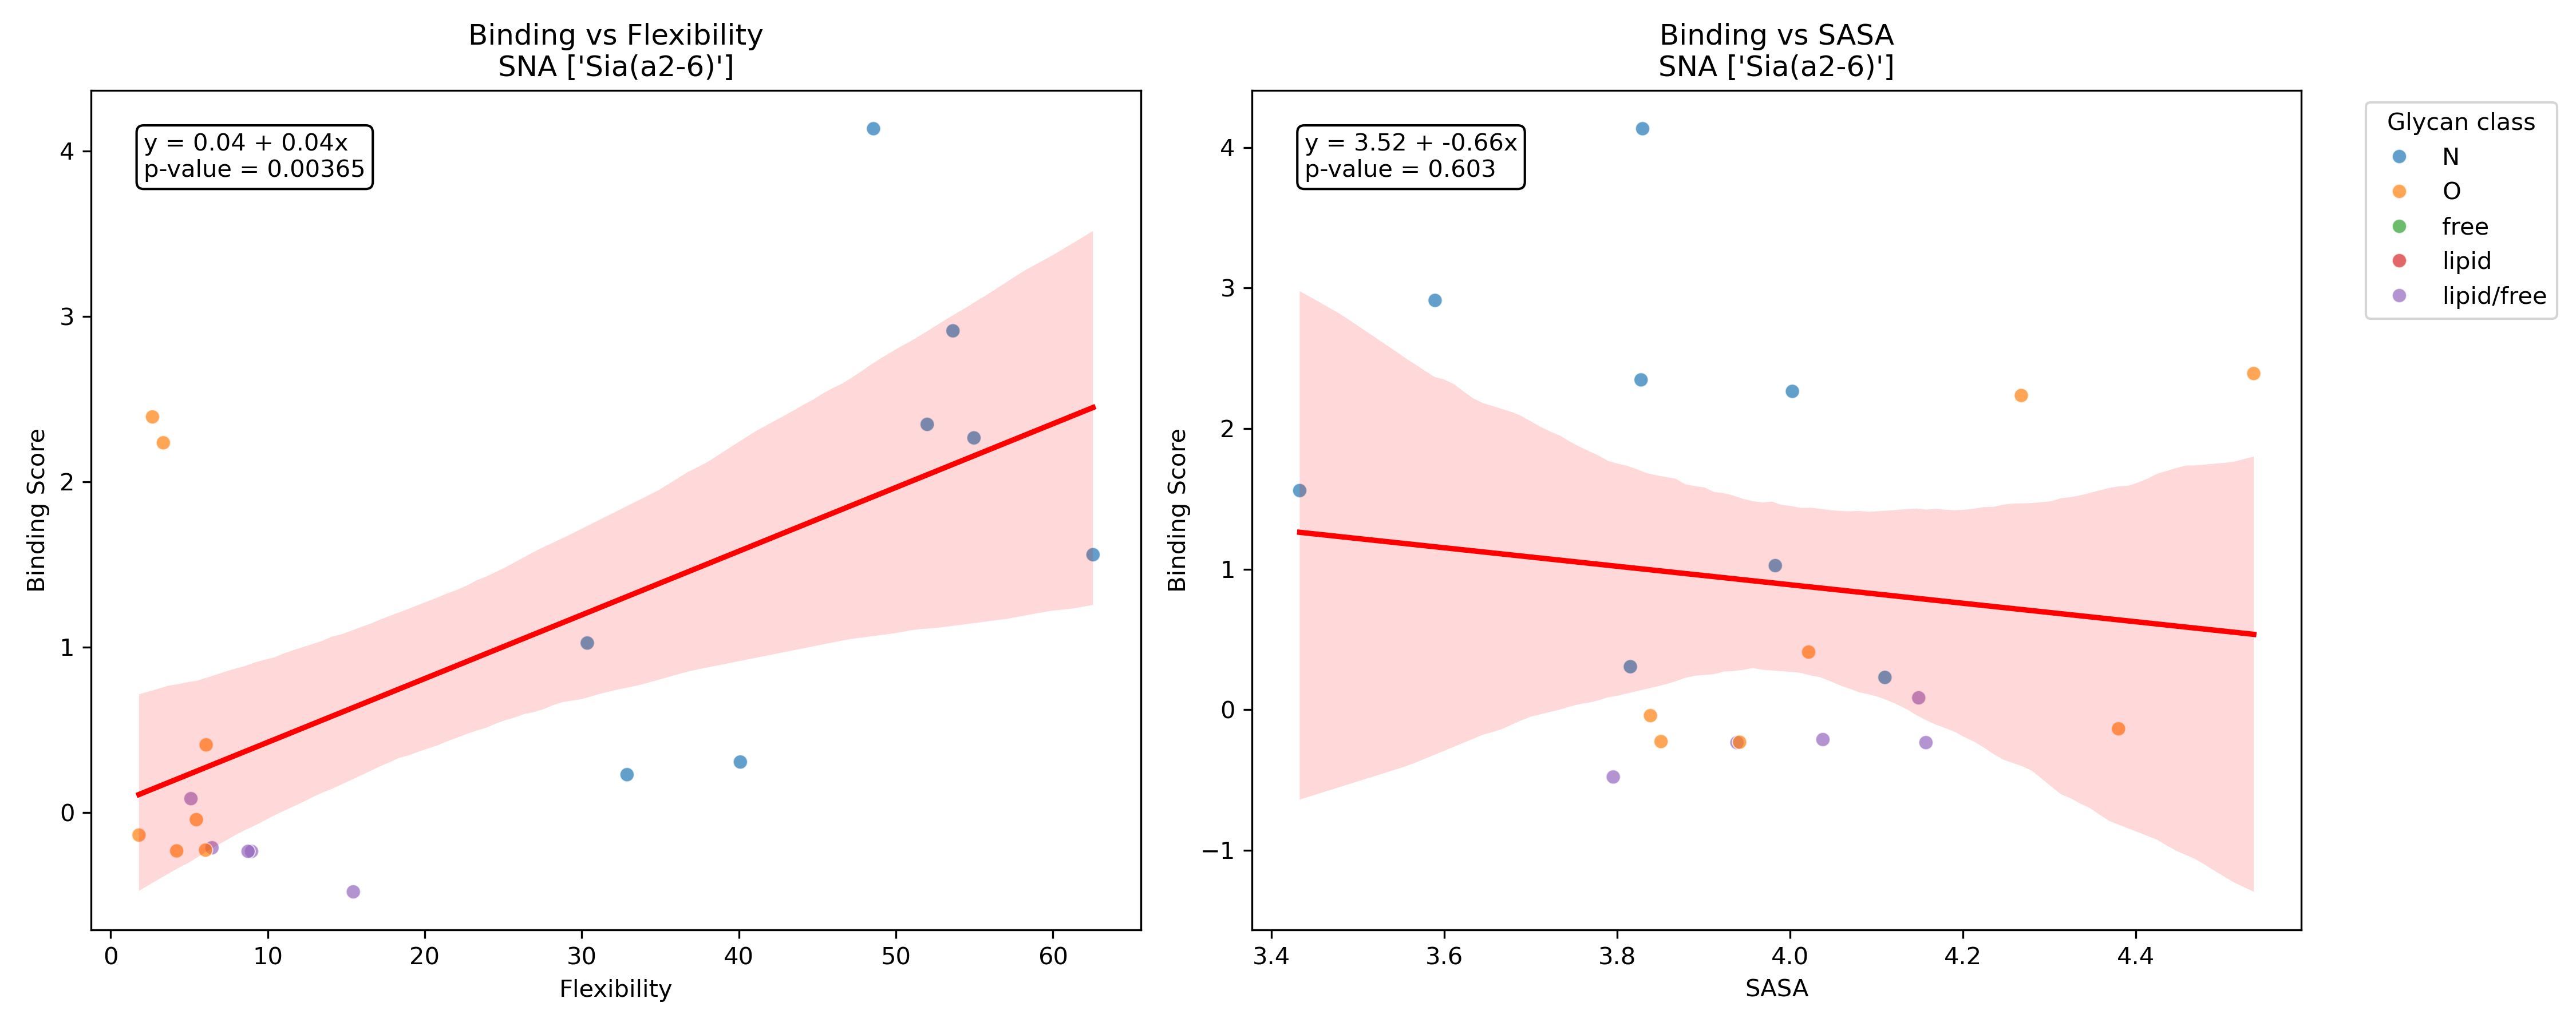 Binding vs Flexibility
SNA ['Sia(a2-6)']
y = 0.04 + 0.04x
p-value = 0.00365
Binding Score
4
3
2
1
0
0 10 20 30 40 50 60
Flexibility
Binding vs SASA
SNA ['Sia(a2-6)']
y = 3.52 + -0.66x
p-value = 0.603
Binding Score
4
3
2
1
0
−1
3.4 3.6 3.8 4.0 4.2 4.4
SASA
Glycan class
N
O
free
lipid
lipid/free